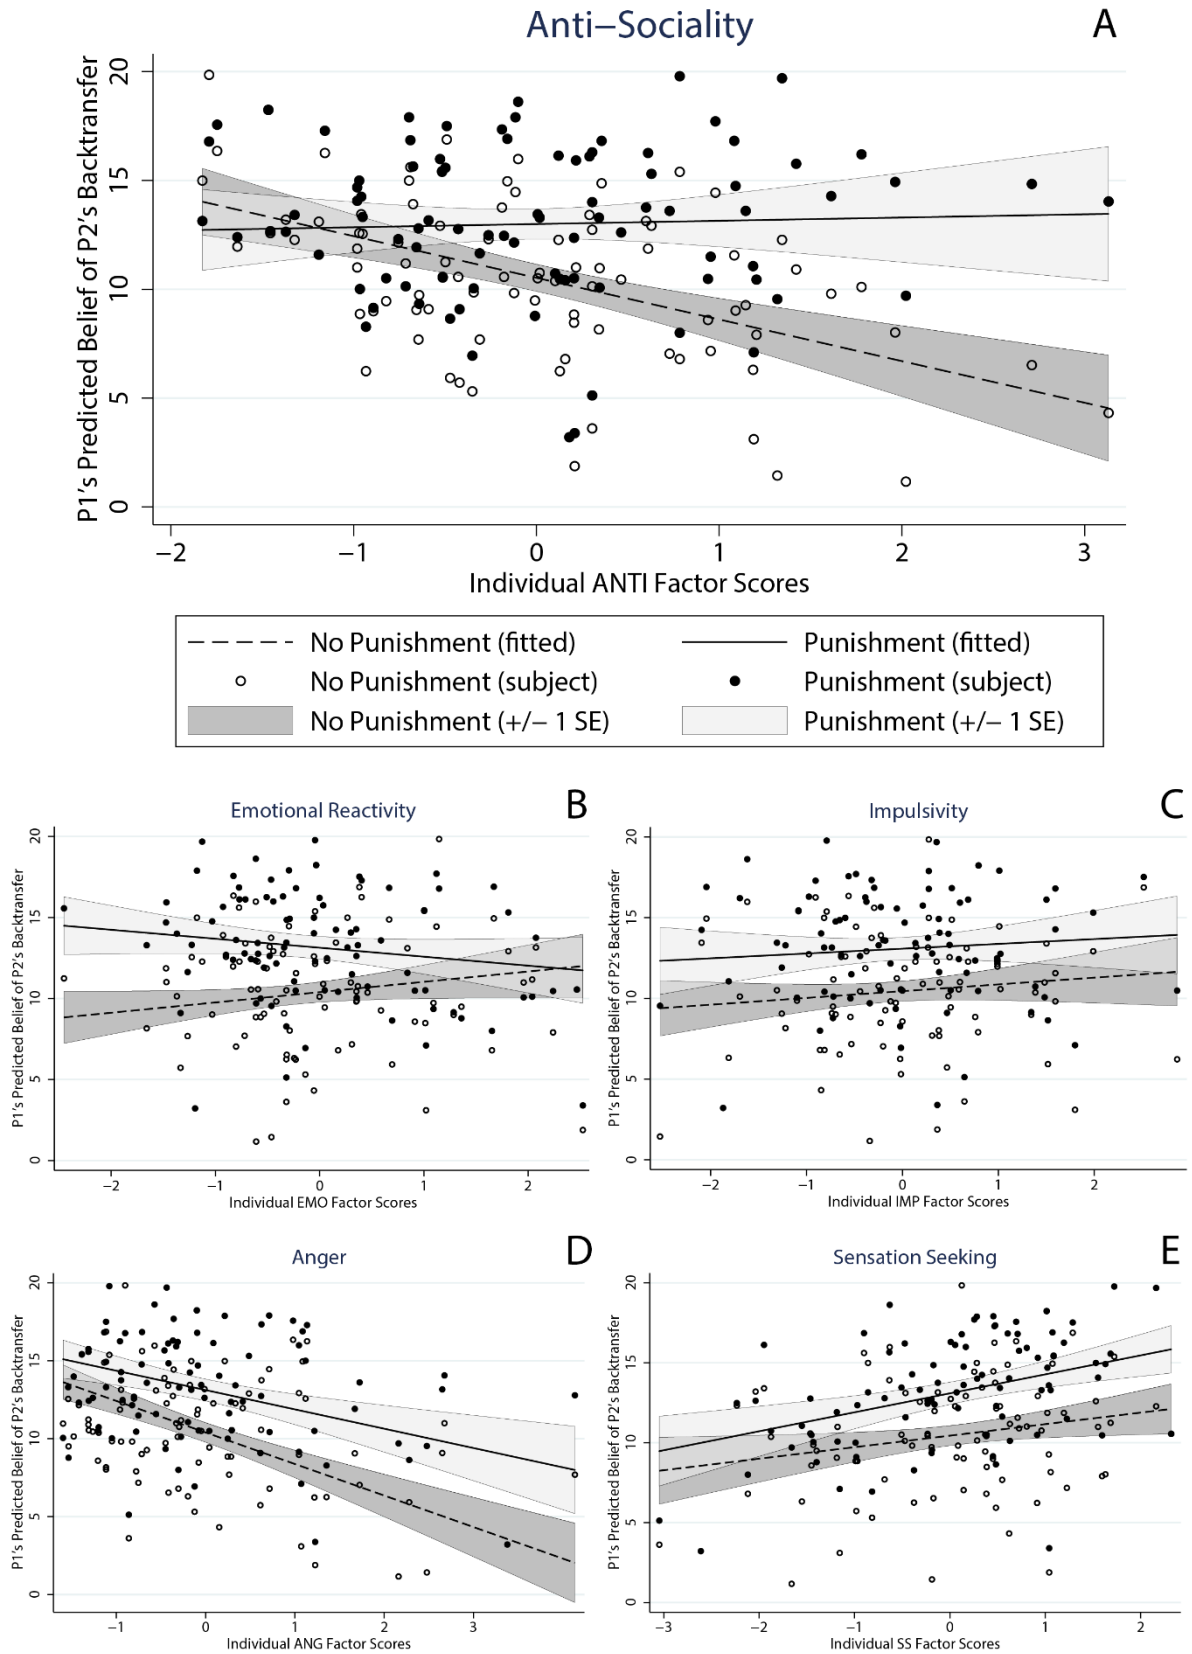 Anti−Sociality
A
P1's Predicted Belief of P2's Backtransfer
20
15
10
5
0
−2 −1 0 1 2 3
Individual ANTI Factor Scores
No Punishment (fitted) Punishment (fitted)
No Punishment (subject) Punishment (subject)
No Punishment (+/− 1 SE) Punishment (+/− 1 SE)
Emotional Reactivity
B
P1's Predicted Belief of P2's Backtransfer
20
15
10
5
0
−2 −1 0 1 2
Individual EMO Factor Scores
Impulsivity
C
P1's Predicted Belief of P2's Backtransfer
20
15
10
5
0
−2 −1 0 1 2
Individual IMP Factor Scores
Anger
D
P1's Predicted Belief of P2's Backtransfer
20
15
10
5
0
−1 0 1 2 3
Individual ANG Factor Scores
Sensation Seeking
E
P1's Predicted Belief of P2's Backtransfer
20
15
10
5
0
−3 −2 −1 0 1 2
Individual SS Factor Scores